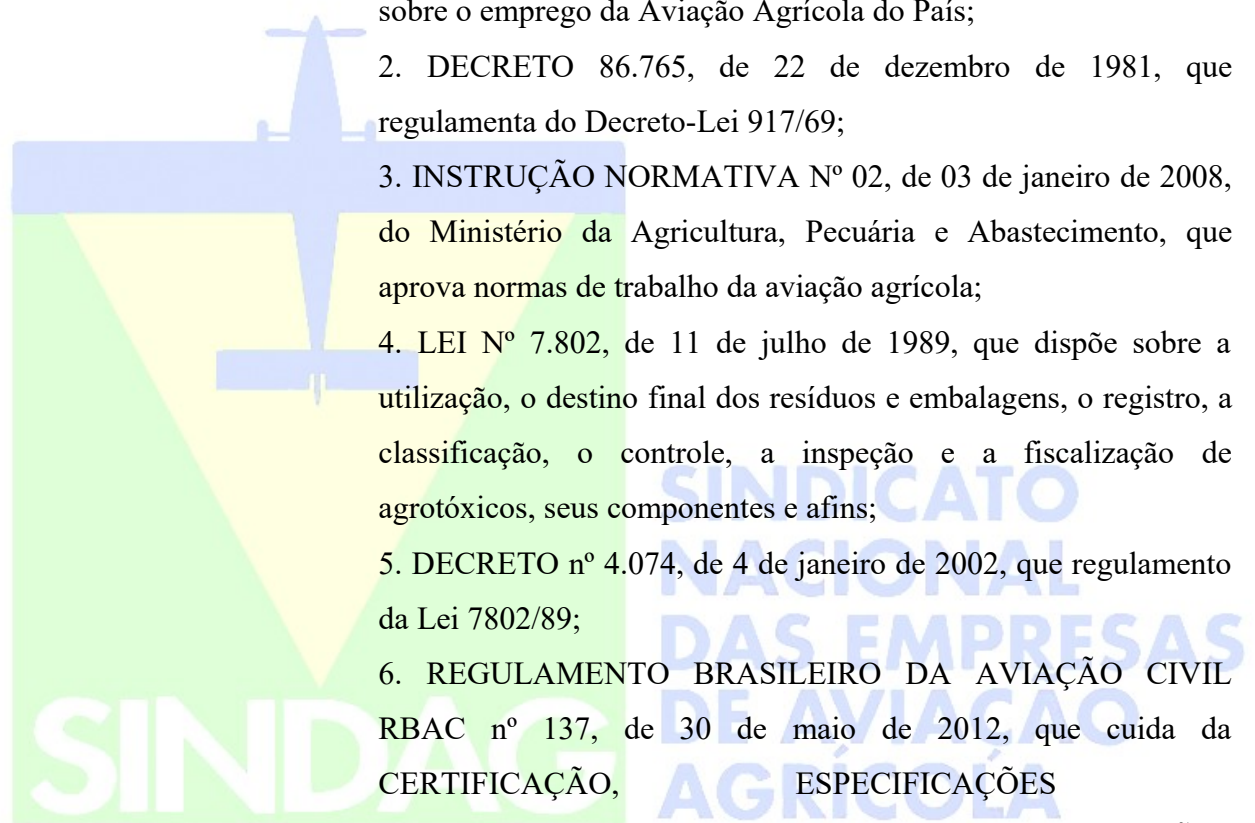 sobre o emprego da Aviação Agrícola do País;
2. DECRETO 86.765, de 22 de dezembro de 1981, que
regulamenta do Decreto-Lei 917/69;
3. INSTRUÇÃO NORMATIVA Nº 02, de 03 de janeiro de 2008,
do Ministério da Agricultura, Pecuária e Abastecimento, que
aprova normas de trabalho da aviação agrícola;
4. LEI Nº 7.802, de 11 de julho de 1989, que dispõe sobre a
utilização, o destino final dos resíduos e embalagens, o registro, a
classificação, o controle, a inspeção e a fiscalização de
agrotóxicos, seus componentes e afins;
5. DECRETO nº 4.074, de 4 de janeiro de 2002, que regulamento
da Lei 7802/89;
6. REGULAMENTO BRASILEIRO DA AVIAÇÃO CIVIL
RBAC nº 137, de 30 de maio de 2012, que cuida da
CERTIFICAÇÃO, ESPECIFICAÇÕES
SINDAG
SINDICATO
NACIONAL
DAS EMPRESAS
DE AVIAÇÃO
AGRÍCOLA